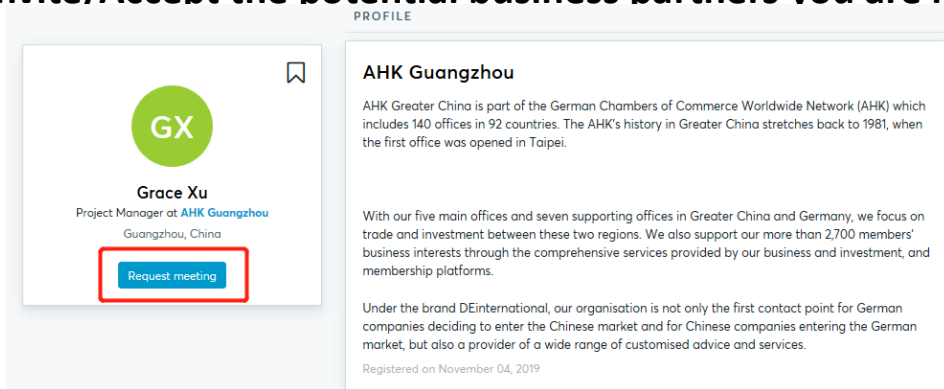 PROFILE
GX
Grace Xu
Project Manager at AHK Guangzhou
Guangzhou, China
Request meeting
AHK Guangzhou
AHK Greater China is part of the German Chambers of Commerce Worldwide Network (AHK) which
includes 140 offices in 92 countries. The AHK's history in Greater China stretches back to 1981, when
the first office was opened in Taipei.
With our five main offices and seven supporting offices in Greater China and Germany, we focus on
trade and investment between these two regions. We also support our more than 2,700 members'
business interests through the comprehensive services provided by our business and investment, and
membership platforms.
Under the brand DEinternational, our organisation is not only the first contact point for German
companies deciding to enter the Chinese market and for Chinese companies entering the German
market, but also a provider of a wide range of customised advice and services.
Registered on November 04, 2019